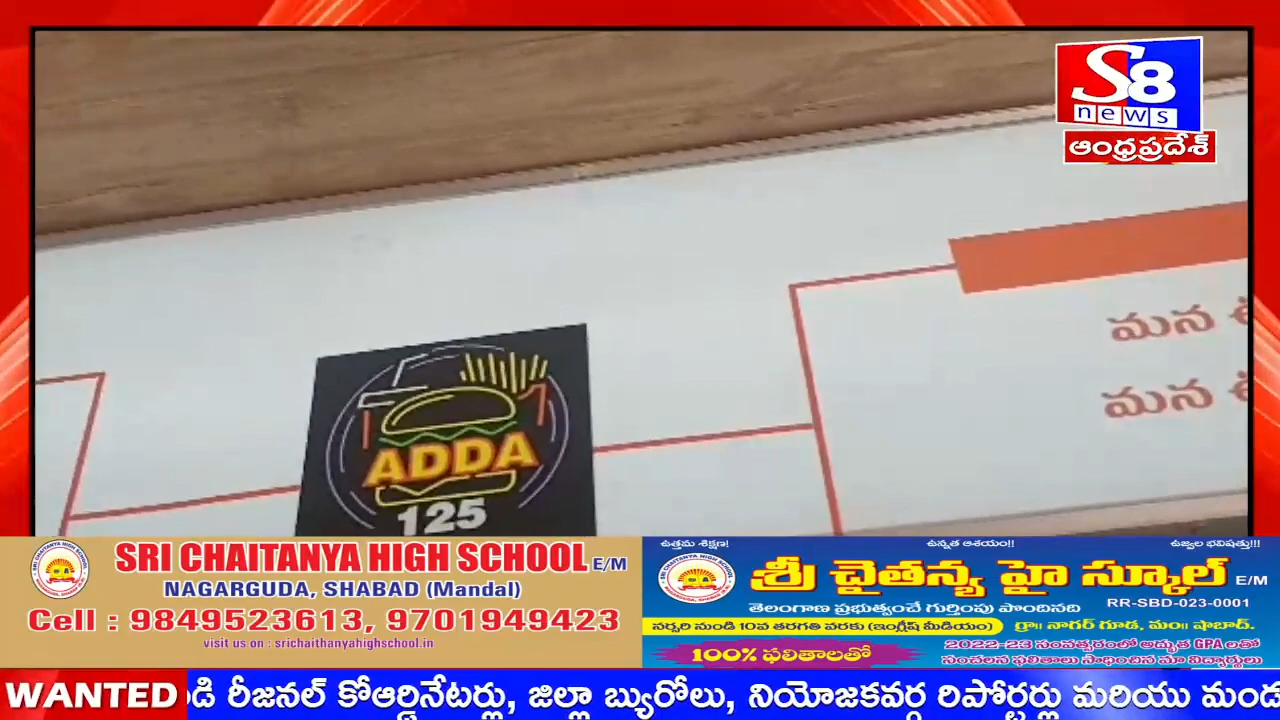 S8
news
ఆంధ్రప్రదేశ్
మన
మన
ADDA
125
SRI CHAITANYA HIGH SCHOOL E/M
NAGARGUDA, SHABAD (Mandal)
Cell : 9849523613, 9701949423
visit us on : srichaithanyahighschool.in
ఉత్తమ శిక్షణ!
ఉన్నత ఆశయం!!
ఉజ్వల భవిష్యత్తు!!!
శ్రీ చైతన్య హై స్కూల్ E/M
తెలంగాణ ప్రభుత్వంచే గుర్తింపు పొందినది
RR-SBD-023-0001
నర్సరి నుండి 10వ తరగతి వరకు (ఇంగ్లీష్ మీడియం)
గ్రా॥ నాగర్ గూడ, మం॥ షాబాద్.
100% ఫలితాలతో
2022-23 సంవత్సరంలో అద్భుత GPA లతో
సంచలన ఫలితాలు సాధించిన మా విద్యార్థులు
WANTED డి రీజనల్ కోఆర్డినేటర్లు, జిల్లా బ్యురోలు, నియోజకవర్గ రిపోర్టర్లు మరియు మండ